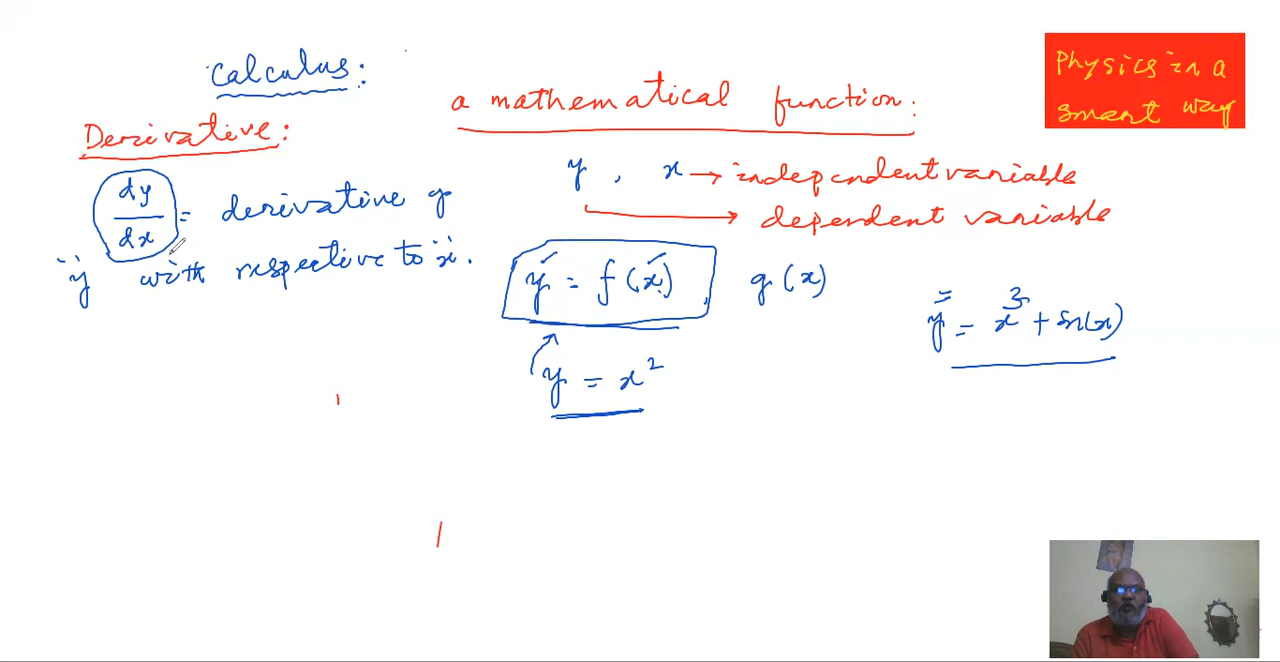 Calculus:
a mathematical function:
Physics in a
smart way
Derivative:
y , x → independent variable
dependent variable
dy/dx = derivative of
"y" with respective to "x".
y = f(x) g(x)
y = x³ + sin(x)
y = x²